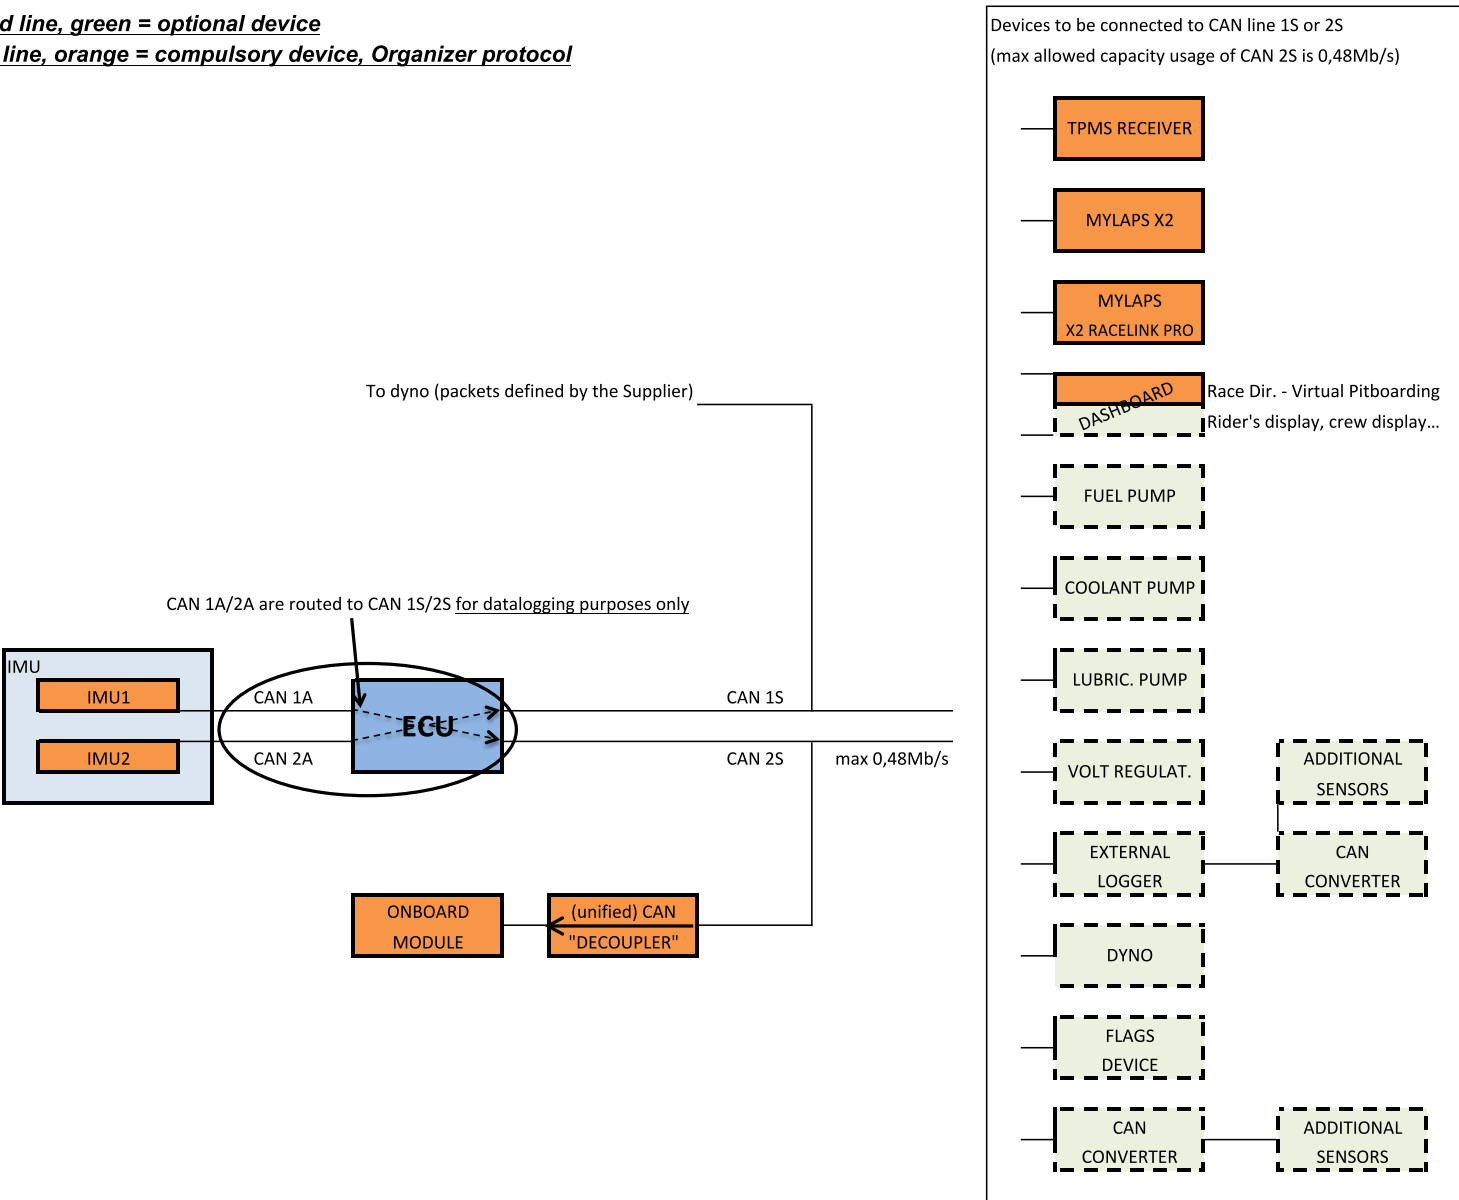 d line, green = optional device
line, orange = compulsory device, Organizer protocol
Devices to be connected to CAN line 1S or 2S
(max allowed capacity usage of CAN 2S is 0,48Mb/s)
TPMS RECEIVER
MYLAPS X2
MYLAPS
X2 RACELINK PRO
DASHBOARD
Race Dir. - Virtual Pitboarding
Rider's display, crew display...
FUEL PUMP
COOLANT PUMP
LUBRIC. PUMP
VOLT REGULAT.
ADDITIONAL
SENSORS
EXTERNAL
LOGGER
CAN
CONVERTER
DYNO
FLAGS
DEVICE
CAN
CONVERTER
ADDITIONAL
SENSORS
To dyno (packets defined by the Supplier)
CAN 1A/2A are routed to CAN 1S/2S for datalogging purposes only
IMU
IMU1
IMU2
CAN 1A
CAN 2A
ECU
CAN 1S
CAN 2S
max 0,48Mb/s
ONBOARD
MODULE
(unified) CAN
"DECOUPLER"